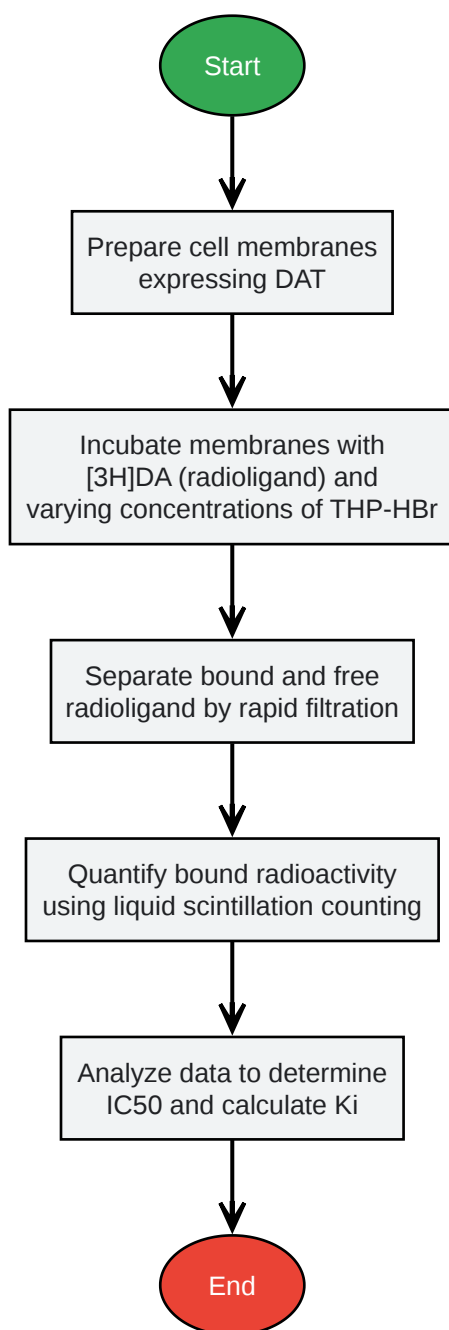 Start
Prepare cell membranes
expressing DAT
Incubate membranes with
[3H]DA (radioligand) and
varying concentrations of THP-HBr
Separate bound and free
radioligand by rapid filtration
Quantify bound radioactivity
using liquid scintillation counting
Analyze data to determine
IC50 and calculate Ki
End